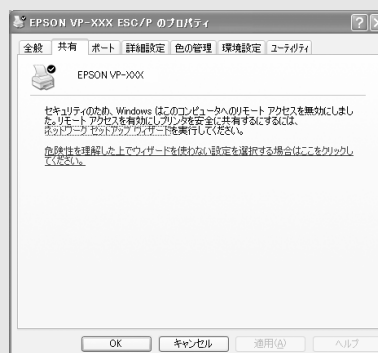 EPSON VP-XXX ESC/P のプロパティ
全般 共有 ポート 詳細設定 色の管理 環境設定 ユーティリティ
EPSON VP-XXX
セキュリティのため、Windows はこのコンピュータへのリモート アクセスを無効にしまし
た。リモート アクセスを有効にしプリンタを安全に共有するにするには、
ネットワーク セットアップ ウィザードを実行してください。
危険性を理解した上でウィザードを使わない設定を選択する場合はここをクリックし
てください。
OK キャンセル 適用(A) ヘルプ